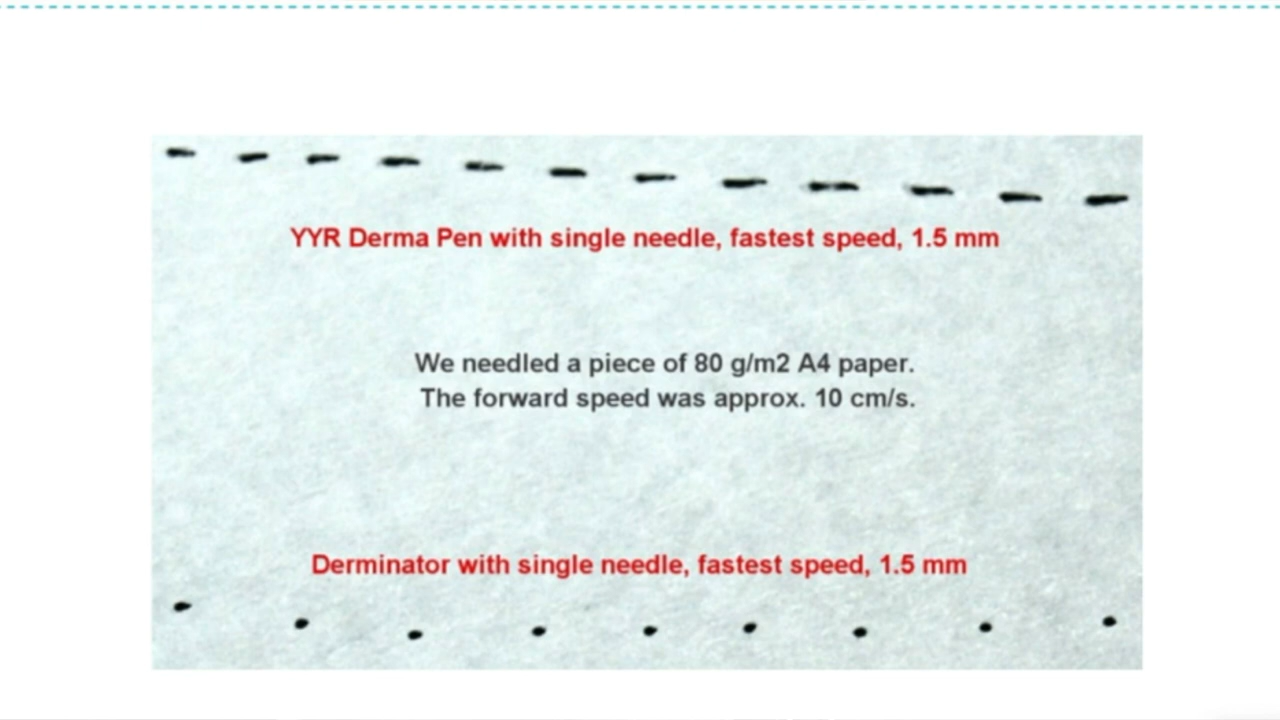 YYR Derma Pen with single needle, fastest speed, 1.5 mm
We needled a piece of 80 g/m2 A4 paper.
The forward speed was approx. 10 cm/s.
Derminator with single needle, fastest speed, 1.5 mm